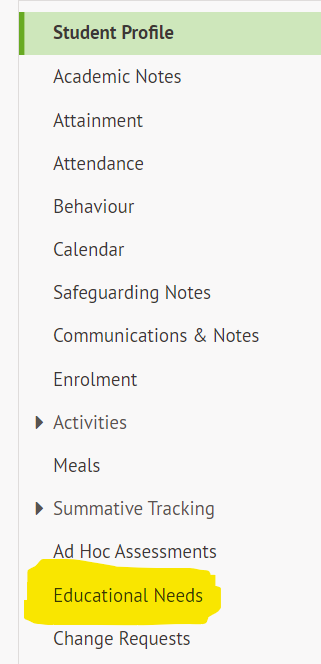 Student Profile
Academic Notes
Attainment
Attendance
Behaviour
Calendar
Safeguarding Notes
Communications & Notes
Enrolment
Activities
Meals
Summative Tracking
Ad Hoc Assessments
Educational Needs
Change Requests